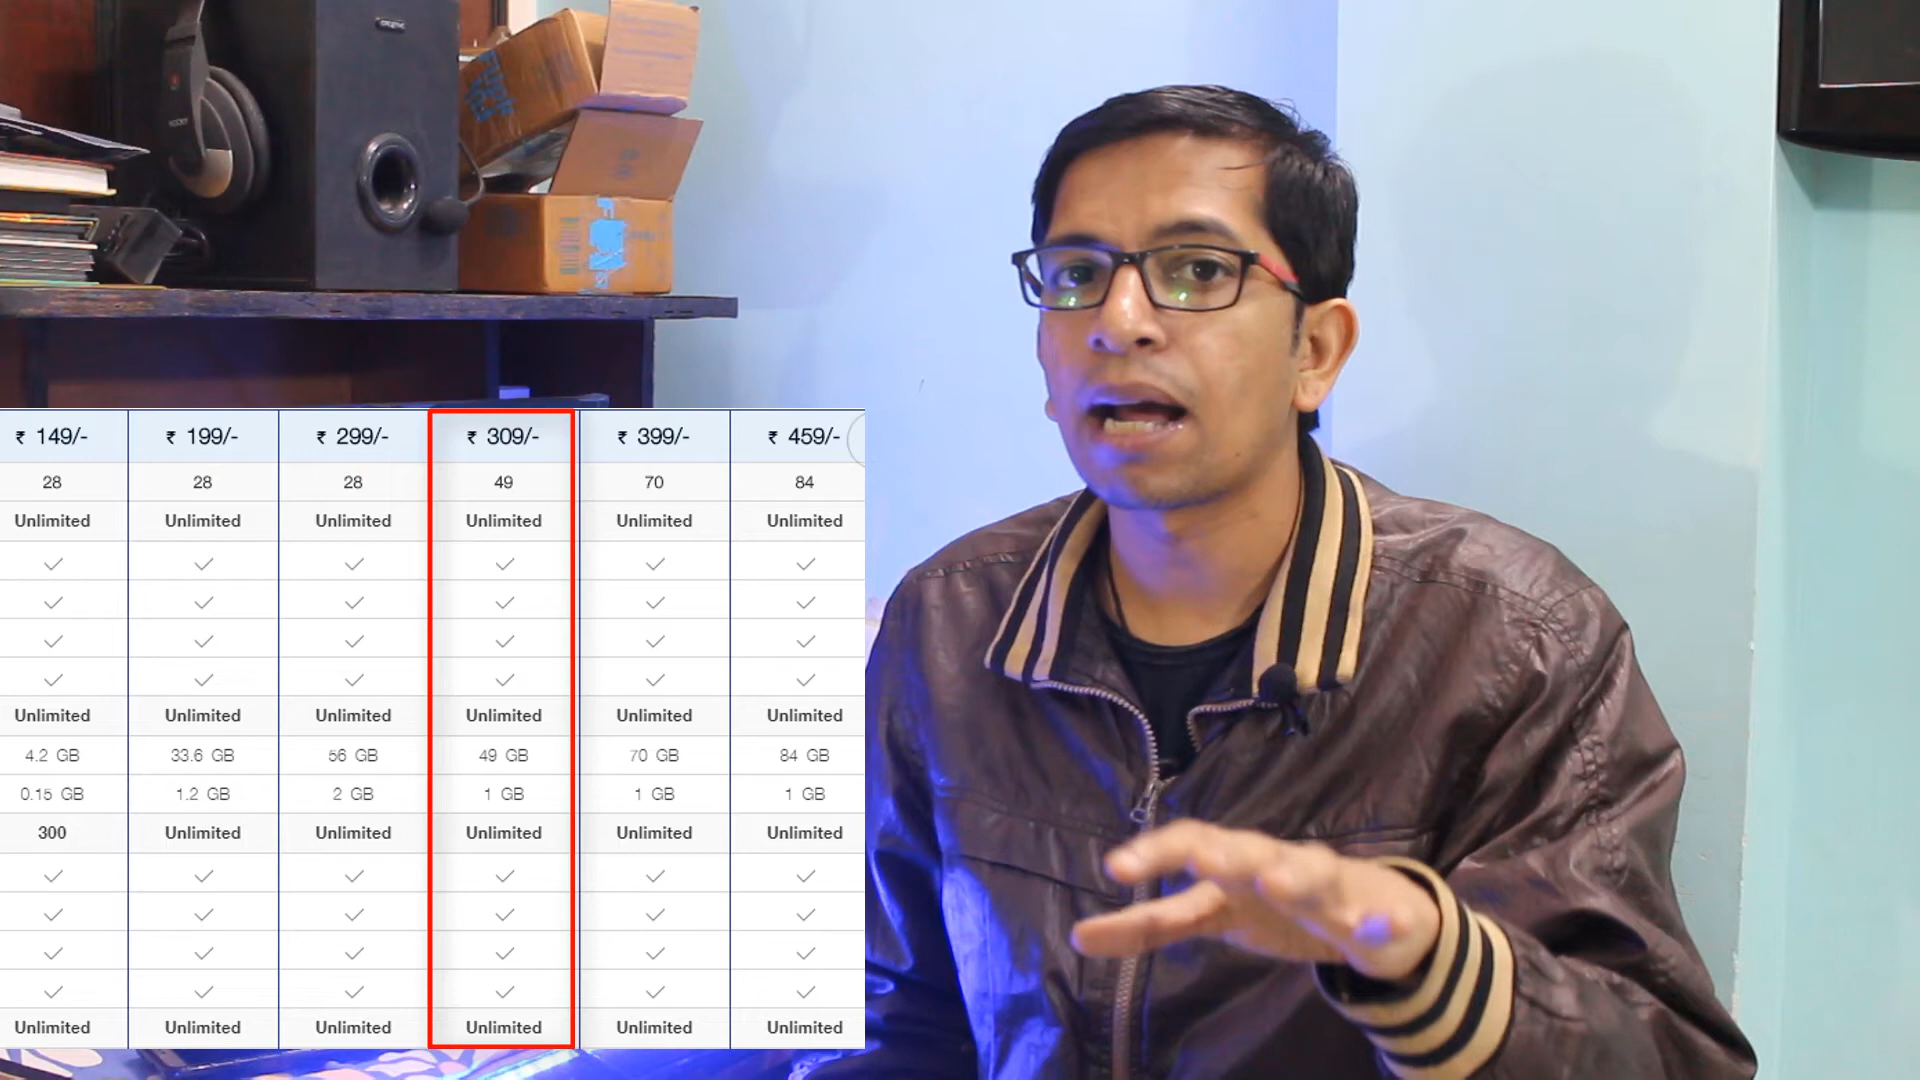 CREATIVE
₹ 149/- ₹ 199/- ₹ 299/- ₹ 309/- ₹ 399/- ₹ 459/-
28 28 28 49 70 84
Unlimited Unlimited Unlimited Unlimited Unlimited Unlimited
Unlimited Unlimited Unlimited Unlimited Unlimited Unlimited
4.2 GB 33.6 GB 56 GB 49 GB 70 GB 84 GB
0.15 GB 1.2 GB 2 GB 1 GB 1 GB 1 GB
300 Unlimited Unlimited Unlimited Unlimited Unlimited
Unlimited Unlimited Unlimited Unlimited Unlimited Unlimited